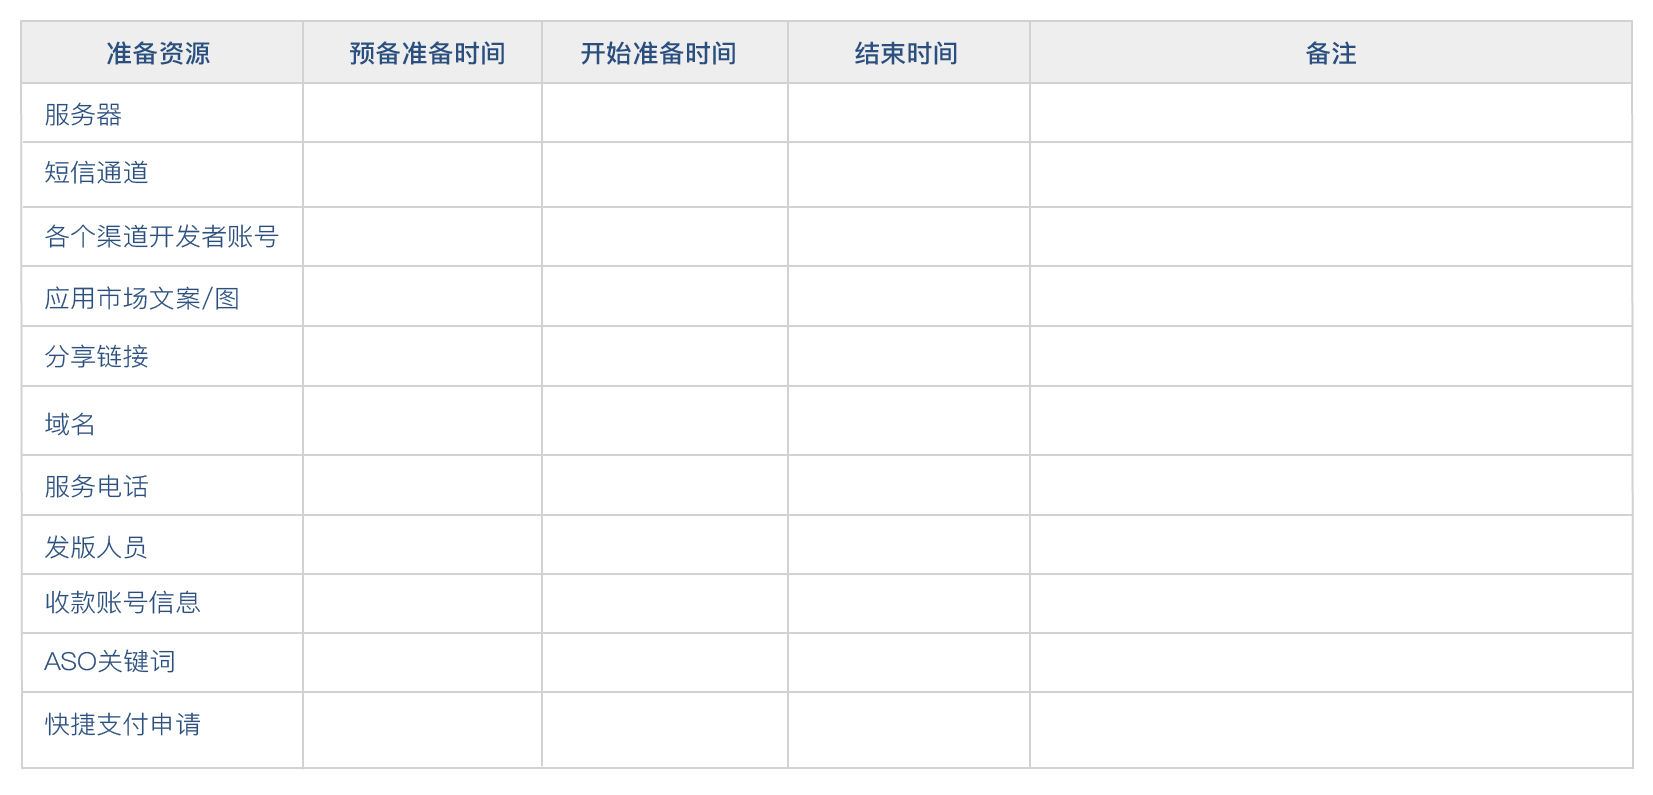 准备资源 预备准备时间 开始准备时间 结束时间 备注
服务器
短信通道
各个渠道开发者账号
应用市场文案/图
分享链接
域名
服务电话
发版人员
收款账号信息
ASO关键词
快捷支付申请